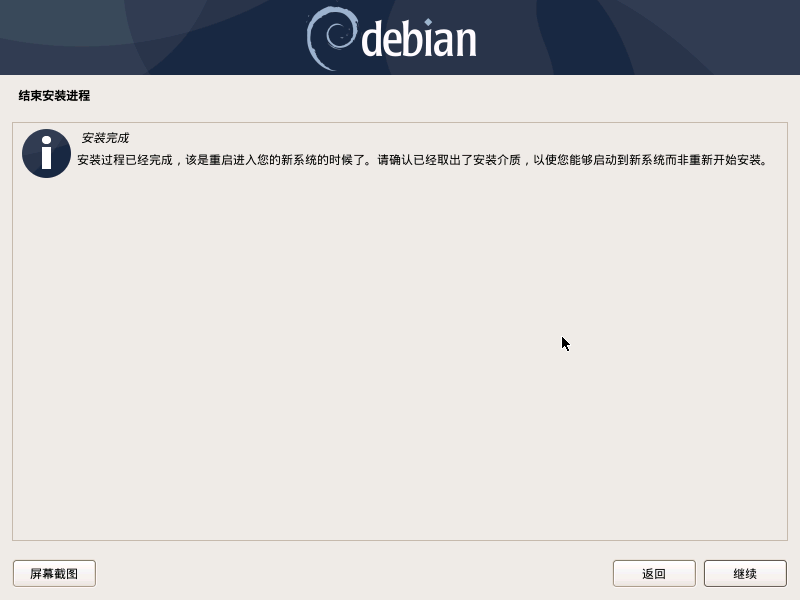 debian
结束安装进程
安装完成
安装过程已经完成，该是重启进入您的新系统的时候了。请确认已经取出了安装介质，以使您能够启动到新系统而非重新开始安装。
屏幕截图
返回
继续